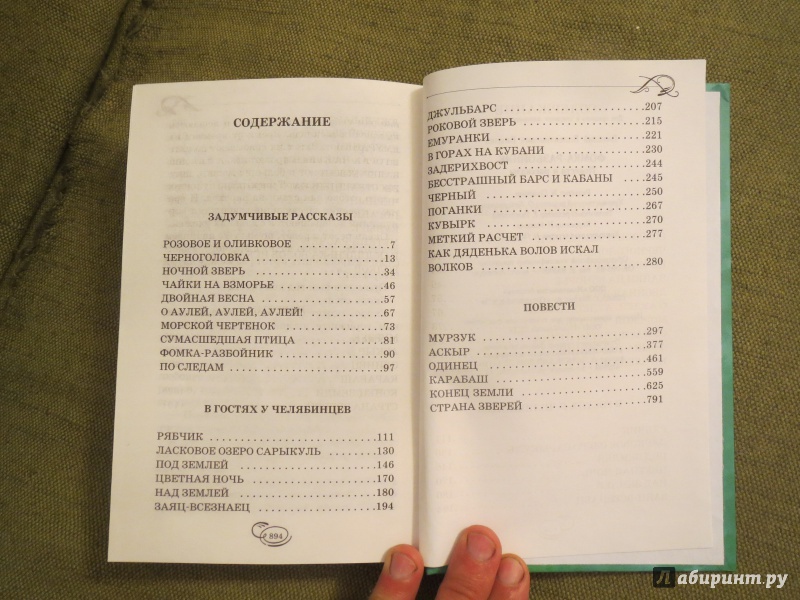 СОДЕРЖАНИЕ
ЗАДУМЧИВЫЕ РАССКАЗЫ
РОЗОВОЕ И ОЛИВКОВОЕ ..............7
ЧЕРНОГОЛОВКА ....................13
НОЧНОЙ ЗВЕРЬ ....................34
ЧАЙКИ НА ВЗМОРЬЕ ................46
ДВОЙНАЯ ВЕСНА ...................57
О АУЛЕЙ, АУЛЕЙ, АУЛЕЙ! ..........67
МОРСКОЙ ЧЕРТЕНОК ................73
СУМАСШЕДШАЯ ПТИЦА ...............81
ФОМКА-РАЗБОЙНИК .................90
ПО СЛЕДАМ .......................97
В ГОСТЯХ У ЧЕЛЯБИНЦЕВ
РЯБЧИК .........................111
ЛАСКОВОЕ ОЗЕРО САРЫКУЛЬ ........130
ПОД ЗЕМЛЕЙ .....................146
ЦВЕТНАЯ НОЧЬ ...................170
НАД ЗЕМЛЕЙ .....................180
ЗАЯЦ-ВСЕЗНАЕЦ ..................194
894
ДЖУЛЬБАРС ......................207
РОКОВОЙ ЗВЕРЬ ..................215
ЕМУРАНКИ .......................221
В ГОРАХ НА КУБАНИ ..............230
ЗАДЕРИХВОСТ ....................244
БЕССТРАШНЫЙ БАРС И КАБАНЫ ......245
ЧЕРНЫЙ .........................250
ПОГАНКИ ........................267
КУВЫРК .........................270
МЕТКИЙ РАСЧЕТ ..................277
КАК ДЯДЕНЬКА ВОЛОВ ИСКАЛ
ВОЛКОВ .........................280
ПОВЕСТИ
МУРЗУК .........................297
АСКЫР ..........................377
ОДИНЕЦ .........................461
КАРАБАШ ........................559
КОНЕЦ ЗЕМЛИ ....................625
СТРАНА ЗВЕРЕЙ ..................791
Лабиринт.ру